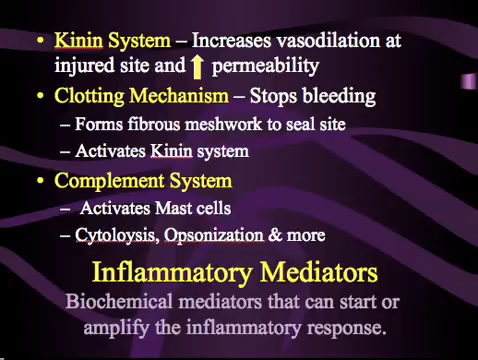 • Kinin System – Increases vasodilation at
injured site and ⬆ permeability
• Clotting Mechanism – Stops bleeding
– Forms fibrous meshwork to seal site
– Activates Kinin system
• Complement System
– Activates Mast cells
– Cytoloysis, Opsonization & more
Inflammatory Mediators
Biochemical mediators that can start or
amplify the inflammatory response.